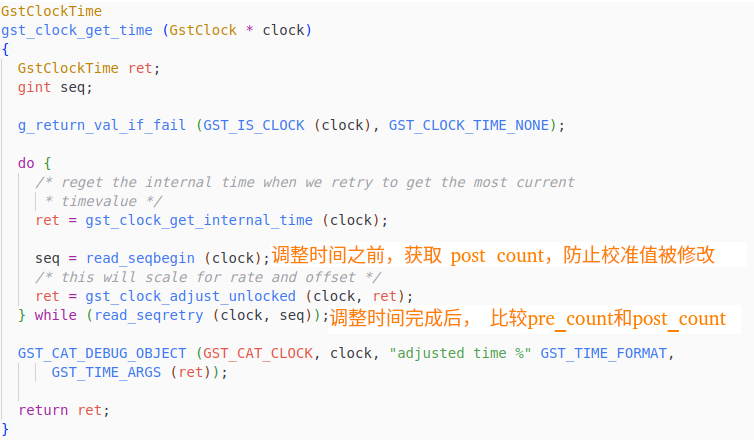 GstClockTime
gst_clock_get_time (GstClock * clock)
{
  GstClockTime ret;
  gint seq;

  g_return_val_if_fail (GST_IS_CLOCK (clock), GST_CLOCK_TIME_NONE);

  do {
    /* reget the internal time when we retry to get the most current
     * timevalue */
    ret = gst_clock_get_internal_time (clock);

    seq = read_seqbegin (clock);调整时间之前，获取 post_count，防止校准值被修改
    /* this will scale for rate and offset */
    ret = gst_clock_adjust_unlocked (clock, ret);
  } while (read_seqretry (clock, seq));调整时间完成后， 比较pre_count和post_count

  GST_CAT_DEBUG_OBJECT (GST_CAT_CLOCK, clock, "adjusted time %" GST_TIME_FORMAT,
      GST_TIME_ARGS (ret));

  return ret;
}